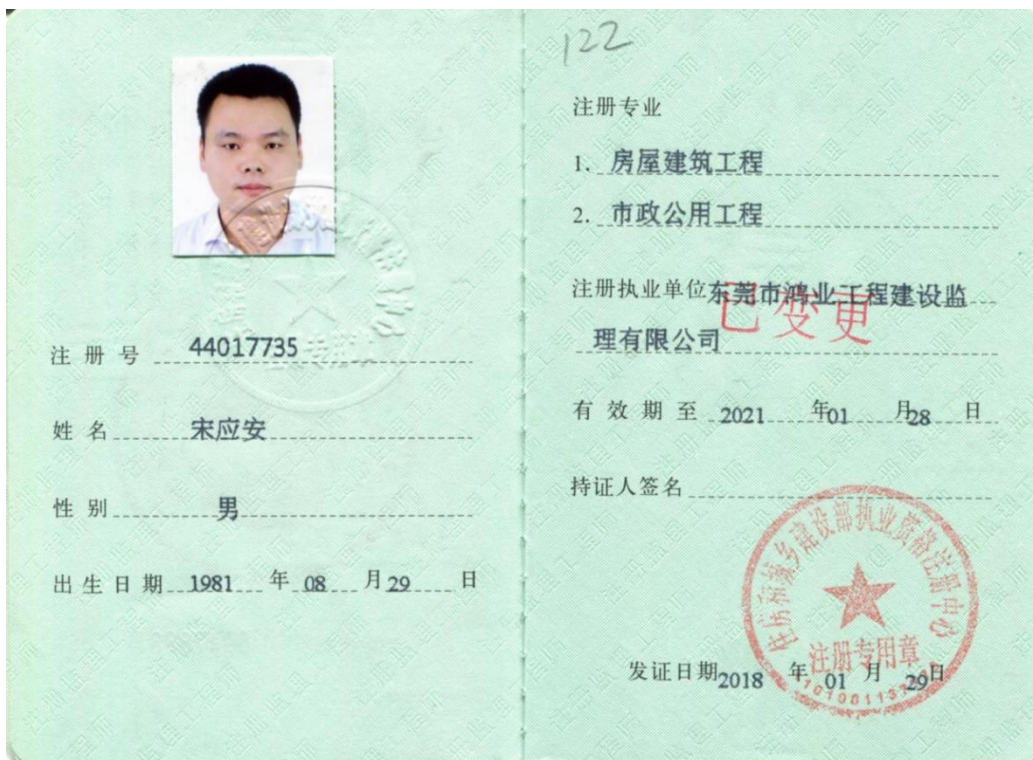 注册号 44017735
姓名 宋应安
性别 男
出生日期 1981 年 08 月 29 日
122
注册专业
1. 房屋建筑工程
2. 市政公用工程
注册执业单位 东莞市鸿业工程建设监
理有限公司
已变更
有效期至 2021 年 01 月 28 日
持证人签名
住房和城乡建设部执业资格注册中心
注册专用章
发证日期 2018 年 01 月 29 日